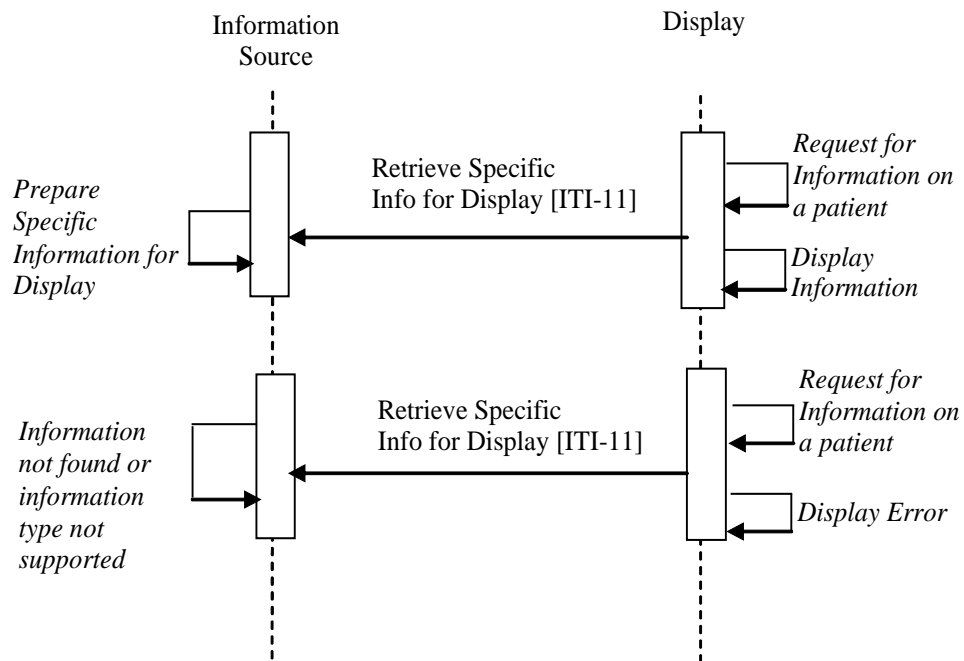 Information
Source
Display
Request for
Information on
a patient
Retrieve Specific
Info for Display [ITI-11]
Prepare
Specific
Information for
Display
Display
Information
Request for
Information on
a patient
Retrieve Specific
Info for Display [ITI-11]
Information
not found or
information
type not
supported
Display Error